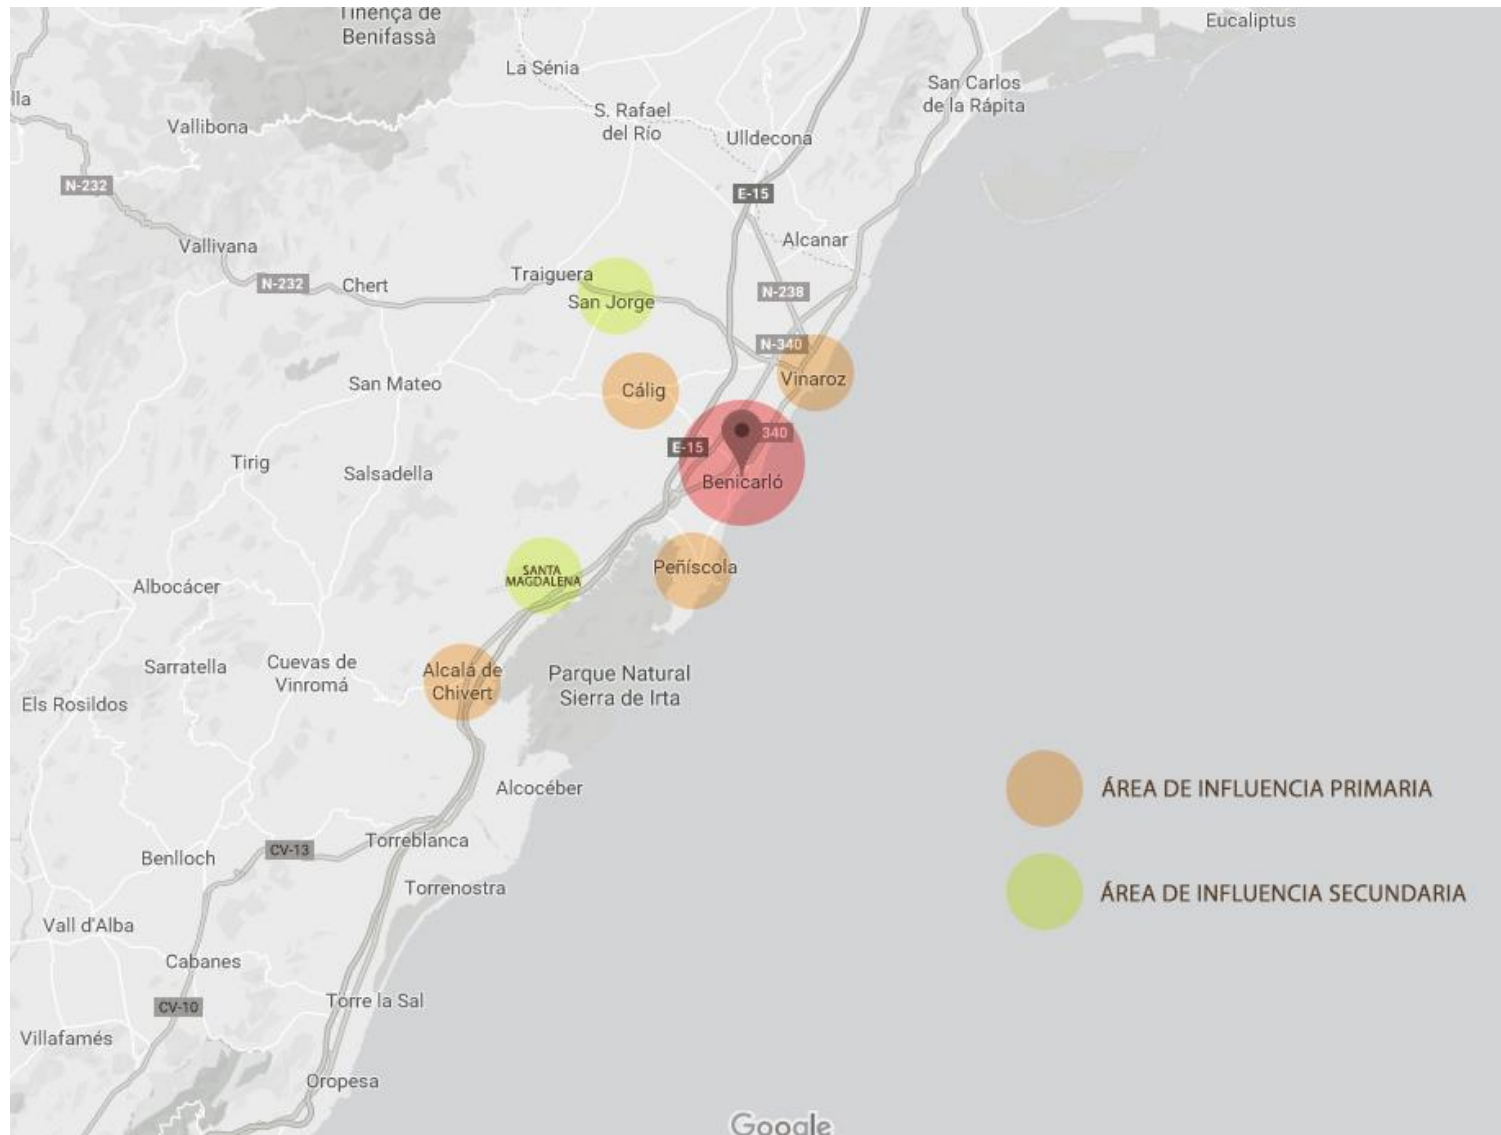 Tinença de
Benifassà
Eucaliptus
La Sénia
San Carlos
de la Rápita
lla
S. Rafael
del Río
Vallibona
Ulldecona
N-232
E-15
Vallivana
Alcanar
Traiguera
N-232
Chert
San Jorge
N-238
N-340
Vinaroz
San Mateo
Cálig
340
E-15
Tirig
Salsadella
Benicarló
SANTA
MAGDALENA
Peñíscola
Albocácer
Sarratella
Cuevas de
Vinromá
Alcalá de
Chivert
Parque Natural
Sierra de Irta
Els Rosildos
Alcocéber
ÁREA DE INFLUENCIA PRIMARIA
Torreblanca
CV-13
Benlloch
Torrenostra
ÁREA DE INFLUENCIA SECUNDARIA
Vall d'Alba
Cabanes
Torre la Sal
CV-10
Villafamés
Oropesa
Google